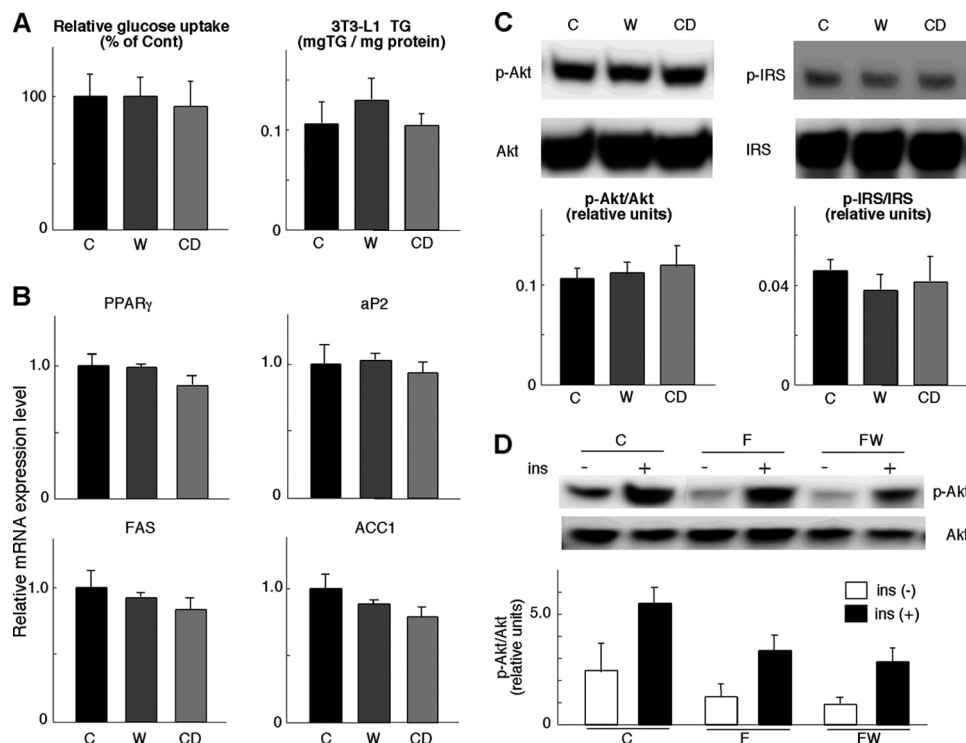 A
Relative glucose uptake
(% of Cont)
100
0
C W CD
3T3-L1 TG
(mgTG / mg protein)
0.1
0
C W CD
B
Relative mRNA expression level
PPARγ
1.0
0
aP2
1.0
0
FAS
1.0
0
C W CD
ACC1
1.0
0
C W CD
C
C W CD
p-Akt
Akt
C W CD
p-IRS
IRS
p-Akt/Akt
(relative units)
0.1
0
C W CD
p-IRS/IRS
(relative units)
0.04
0
C W CD
D
C F FW
ins - + - + - +
p-Akt
Akt
p-Akt/Akt
(relative units)
5.0
0
ins (-)
ins (+)
C F FW